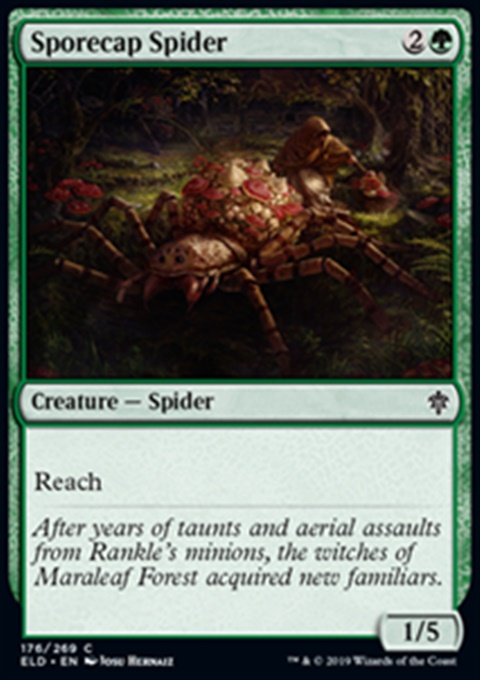 Sporecap Spider 2
Creature — Spider
Reach
After years of taunts and aerial assaults
from Rankle's minions, the witches of
Maraleaf Forest acquired new familiars.
1/5
176/269 C
ELD • EN Josu Hernaiz
™ & © 2019 Wizards of the Coast